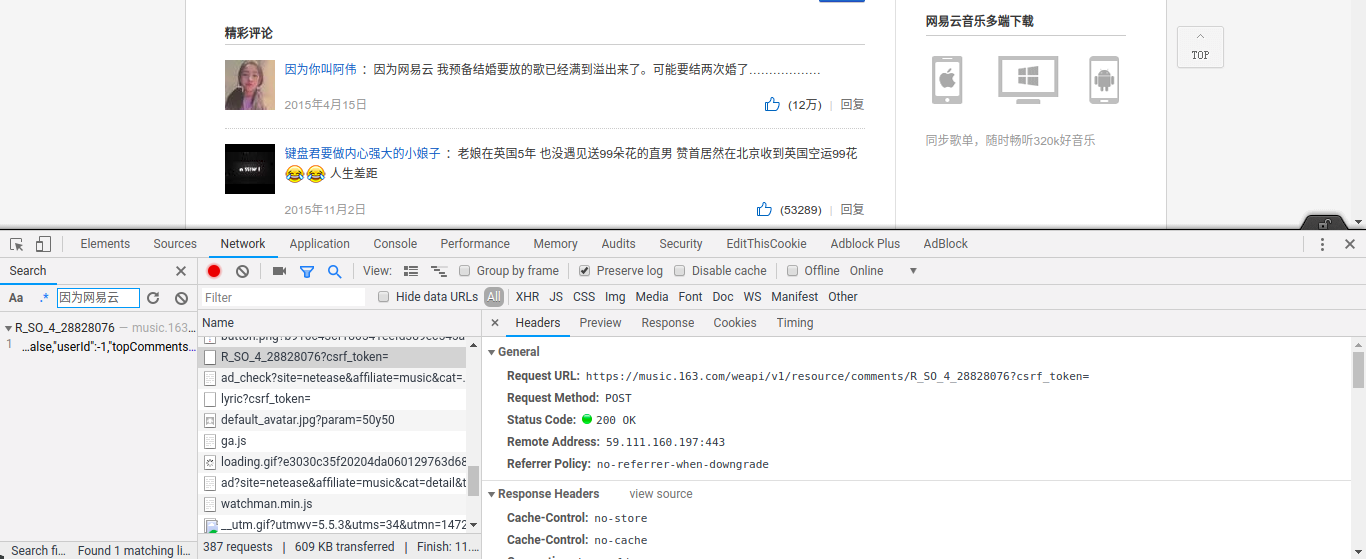 精彩评论
网易云音乐多端下载
TOP
因为你叫阿伟 ： 因为网易云 我预备结婚要放的歌已经满到溢出来了。可能要结两次婚了………………
2015年4月15日
(12万) | 回复
同步歌单，随时畅听320k好音乐
键盘君要做内心强大的小娘子 ： 老娘在英国5年 也没遇见送99朵花的直男 赞首居然在北京收到英国空运99花
😂😂 人生差距
2015年11月2日
(53289) | 回复
Elements Sources Network Application Console Performance Memory Audits Security EditThisCookie Adblock Plus AdBlock
Search
View: Group by frame Preserve log Disable cache Offline Online
Aa .* 因为网易云
Filter Hide data URLs All XHR JS CSS Img Media Font Doc WS Manifest Other
R_SO_4_28828076 — music.163…
1 …alse,"userId":-1,"topComments…
Name
R_SO_4_28828076?csrf_token=
ad_check?site=netease&affiliate=music&cat=.
lyric?csrf_token=
default_avatar.jpg?param=50y50
ga.js
loading.gif?e3030c35f20204da060129763d68
ad?site=netease&affiliate=music&cat=detail&t
watchman.min.js
__utm.gif?utmwv=5.5.3&utms=34&utmn=1472
Headers Preview Response Cookies Timing
General
Request URL: https://music.163.com/weapi/v1/resource/comments/R_SO_4_28828076?csrf_token=
Request Method: POST
Status Code: 200 OK
Remote Address: 59.111.160.197:443
Referrer Policy: no-referrer-when-downgrade
Response Headers view source
Cache-Control: no-store
Cache-Control: no-cache
Search fi… Found 1 matching li…
387 requests | 609 KB transferred | Finish: 11.…